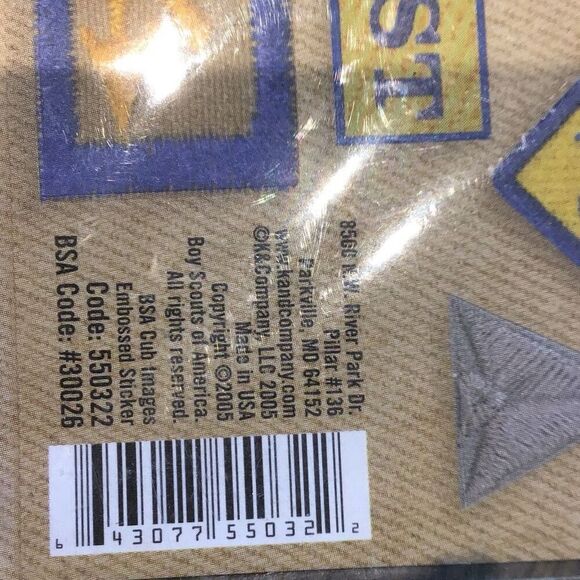 ST
8500 N.W. River Park Dr.
Pillar #136
Parkville, MO 64152
www.kandcompany.com
©K&Company, LLC 2005
Made in USA
Copyright ©2005
Boy Scouts of America.
All rights reserved.
BSA Cub Images
Embossed Sticker
Code: 550322
BSA Code: #30026
6 43077 55032 2